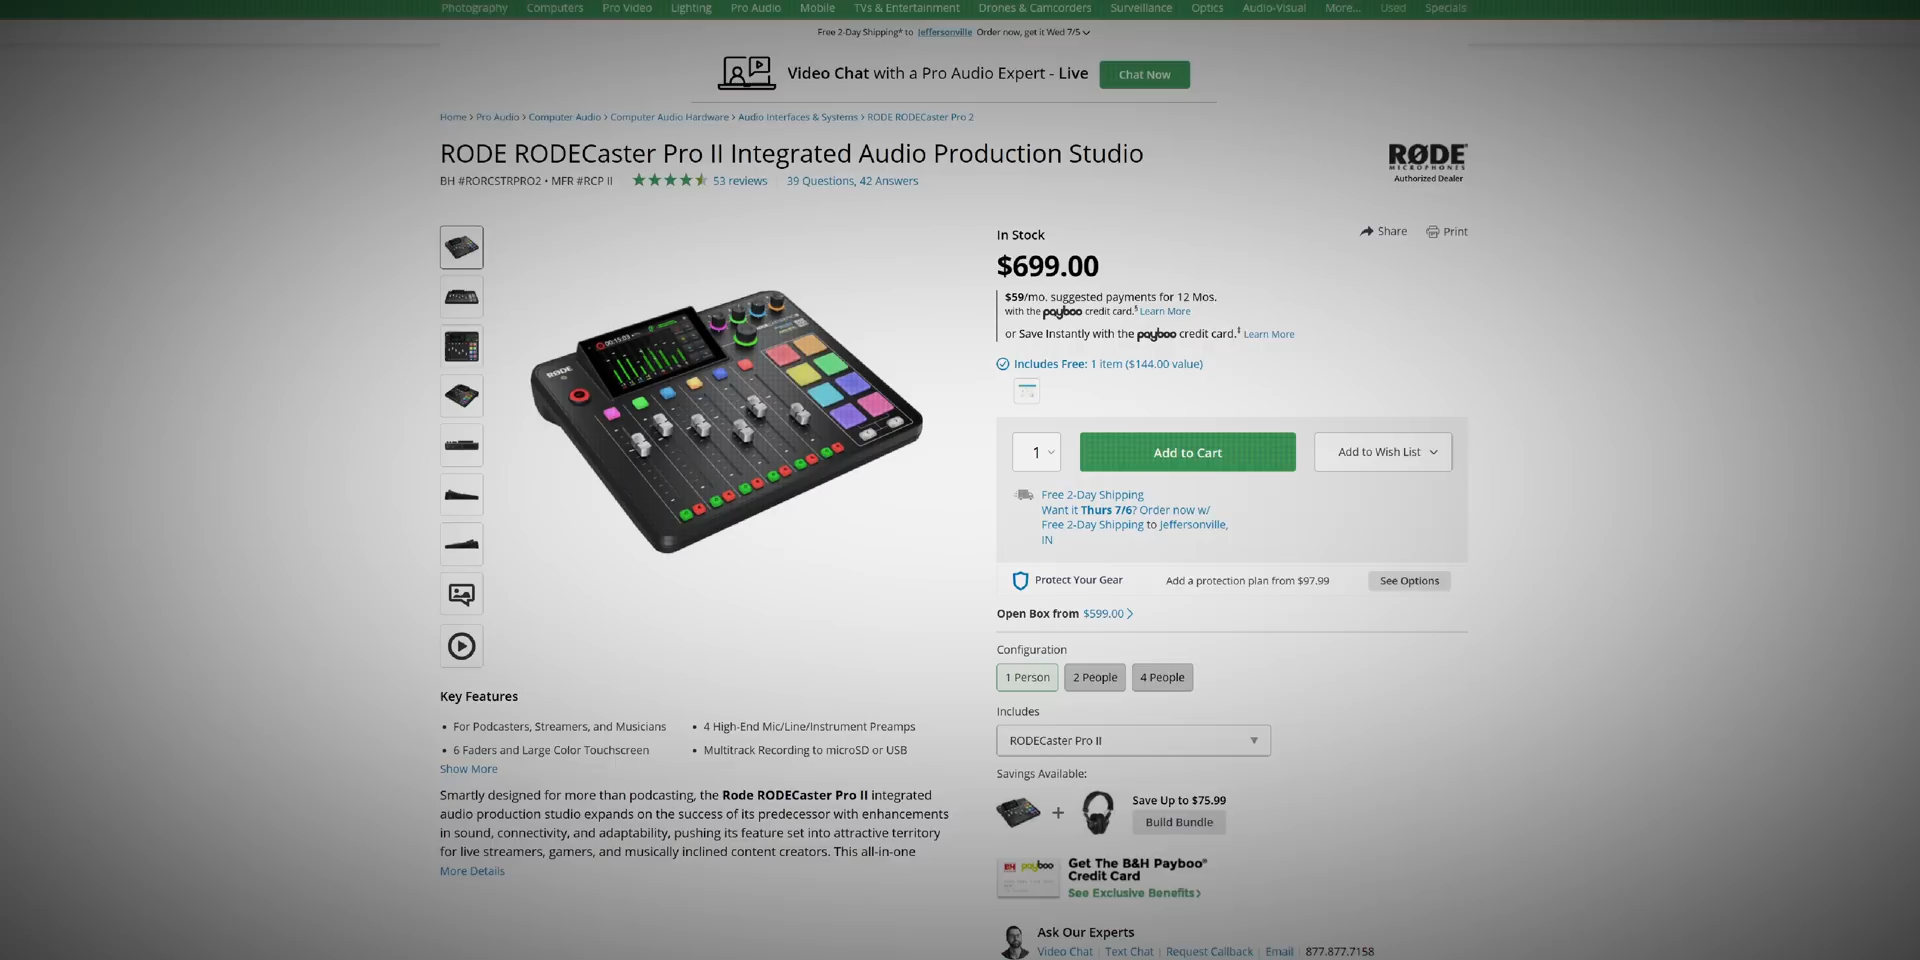 Photography Computers Pro Video Lighting Pro Audio Mobile TVs & Entertainment Drones & Camcorders Surveillance Optics Audio-Visual More... Used Specials
Free 2-Day Shipping* to Jeffersonville Order now, get it Wed 7/5
Video Chat with a Pro Audio Expert - Live
Chat Now
Home > Pro Audio > Computer Audio > Computer Audio Hardware > Audio Interfaces & Systems > RODE RODECaster Pro 2
RODE RODECaster Pro II Integrated Audio Production Studio
BH #RORCSTRPRO2 • MFR #RCP II 53 reviews 39 Questions, 42 Answers
RØDE
MICROPHONES
Authorized Dealer
In Stock
Share Print
$699.00
$59/mo. suggested payments for 12 Mos.
with the payboo credit card.§ Learn More
or Save Instantly with the payboo credit card.‡ Learn More
Includes Free: 1 item ($144.00 value)
1
Add to Cart
Add to Wish List
Free 2-Day Shipping
Want it Thurs 7/6? Order now w/
Free 2-Day Shipping to Jeffersonville,
IN
Protect Your Gear Add a protection plan from $97.99 See Options
Open Box from $599.00 >
Configuration
1 Person 2 People 4 People
Includes
RODECaster Pro II
Savings Available:
+
Save Up to $75.99
Build Bundle
B&H payboo
Get The B&H Payboo®
Credit Card
See Exclusive Benefits>
Ask Our Experts
Video Chat | Text Chat | Request Callback | Email | 877.877.7158
RØDE
00:15:03
Key Features
• For Podcasters, Streamers, and Musicians
• 4 High-End Mic/Line/Instrument Preamps
• 6 Faders and Large Color Touchscreen
• Multitrack Recording to microSD or USB
Show More
Smartly designed for more than podcasting, the Rode RODECaster Pro II integrated
audio production studio expands on the success of its predecessor with enhancements
in sound, connectivity, and adaptability, pushing its feature set into attractive territory
for live streamers, gamers, and musically inclined content creators. This all-in-one
More Details